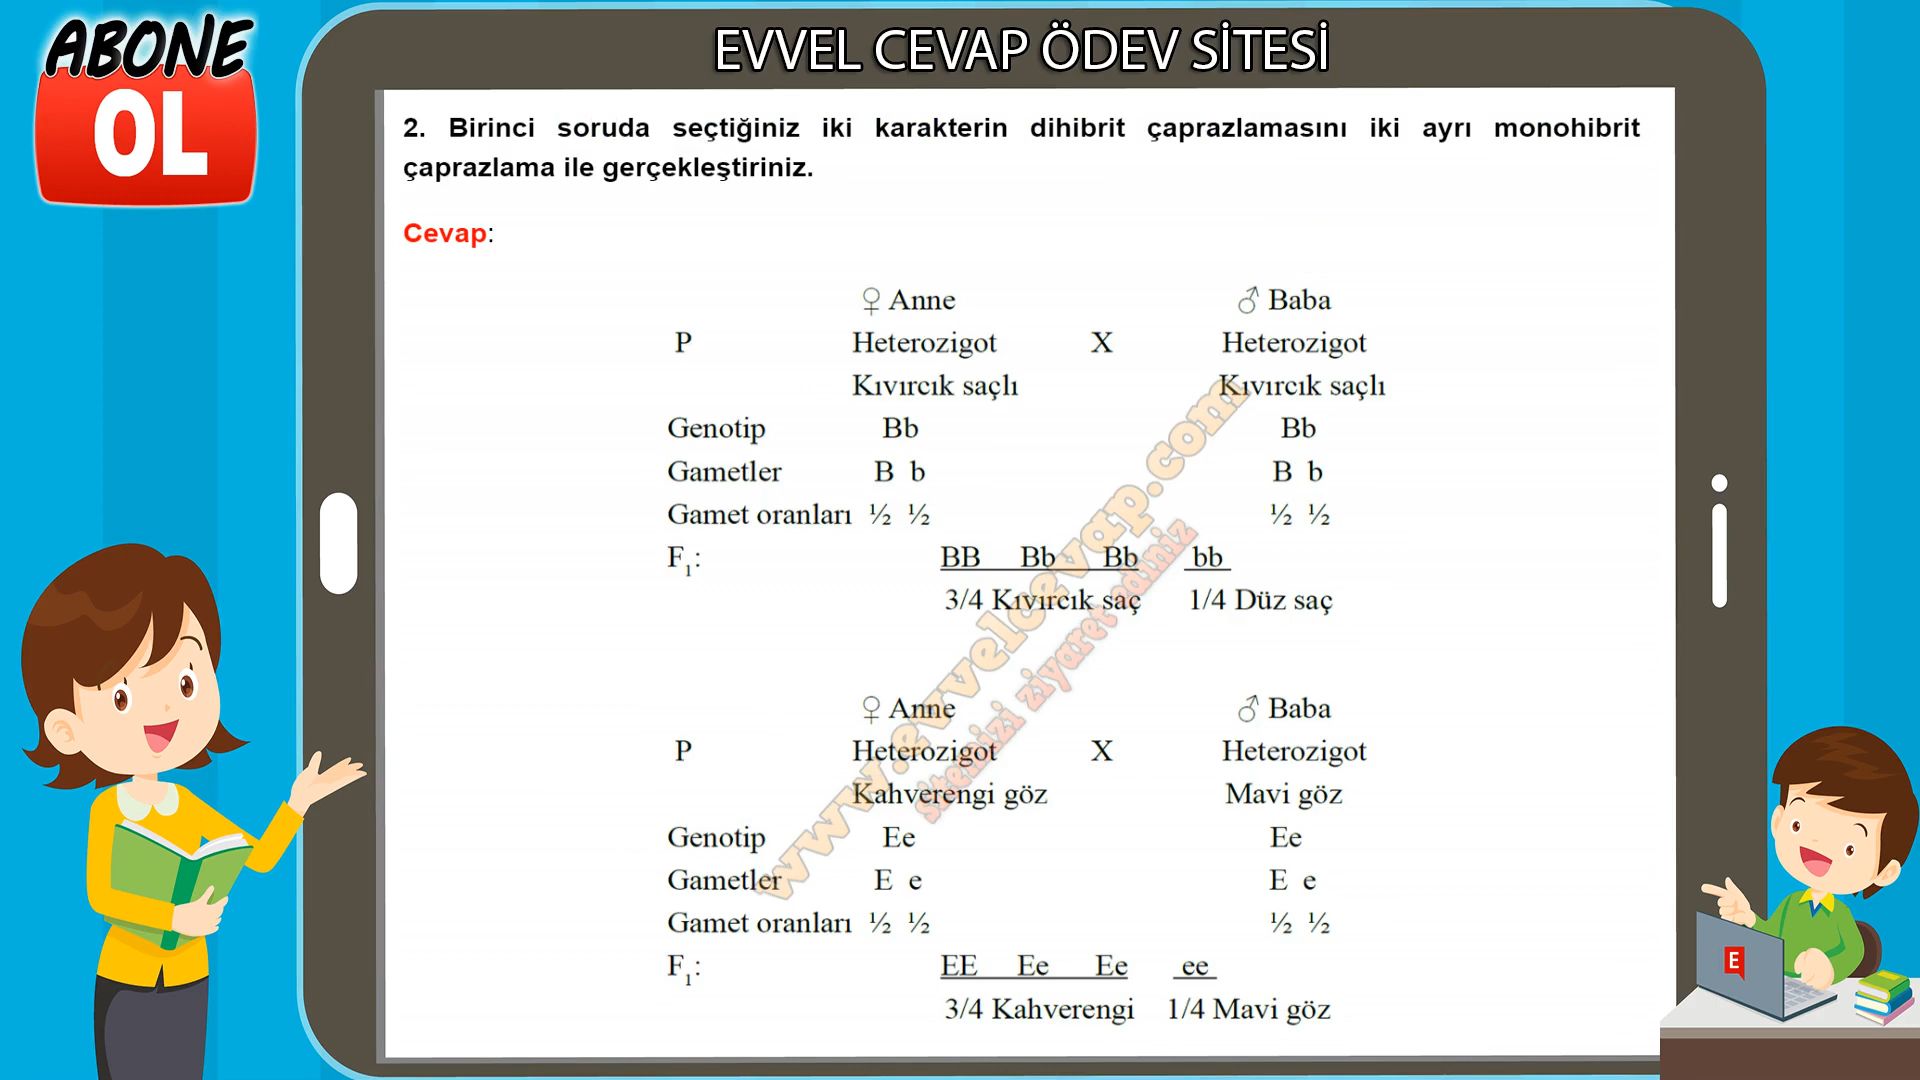 ABONE
OL
EVVEL CEVAP ÖDEV SİTESİ
2. Birinci soruda seçtiğiniz iki karakterin dihibrit çaprazlamasını iki ayrı monohibrit
çaprazlama ile gerçekleştiriniz.
Cevap:
♀ Anne ♂ Baba
P Heterozigot X Heterozigot
Kıvırcık saçlı Kıvırcık saçlı
Genotip Bb Bb
Gametler B b B b
Gamet oranları ½ ½ ½ ½
F₁: BB Bb Bb bb
3/4 Kıvırcık saç 1/4 Düz saç
♀ Anne ♂ Baba
P Heterozigot X Heterozigot
Kahverengi göz Mavi göz
Genotip Ee Ee
Gametler E e E e
Gamet oranları ½ ½ ½ ½
F₁: EE Ee Ee ee
3/4 Kahverengi 1/4 Mavi göz
www.evvelcevap.com
sitemizi ziyaret ediniz
E